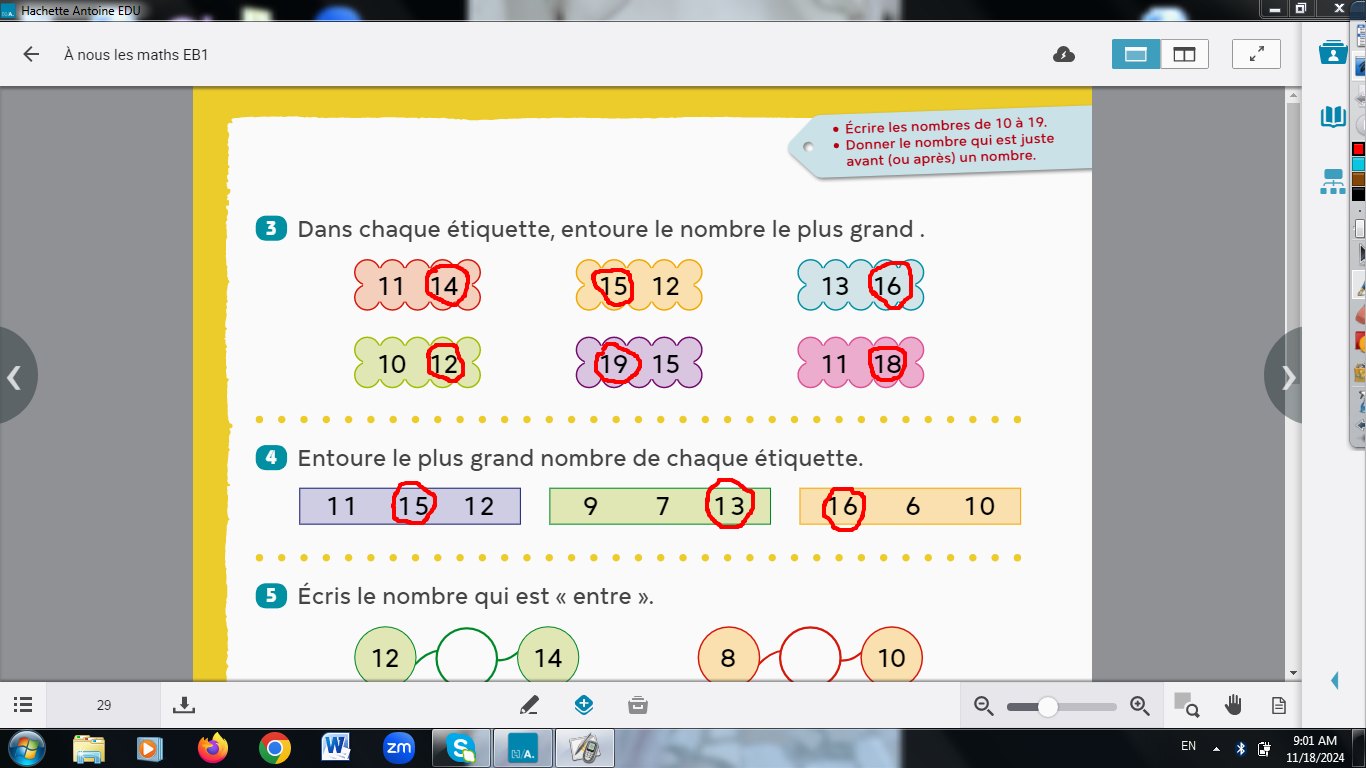 Hachette Antoine EDU
À nous les maths EB1
• Écrire les nombres de 10 à 19.
• Donner le nombre qui est juste
avant (ou après) un nombre.
3 Dans chaque étiquette, entoure le nombre le plus grand .
11 14 15 12 13 16
10 12 19 15 11 18
4 Entoure le plus grand nombre de chaque étiquette.
11 15 12 9 7 13 16 6 10
5 Écris le nombre qui est « entre ».
12 14 8 10
29
zm
H/A.
EN
9:01 AM
11/18/2024